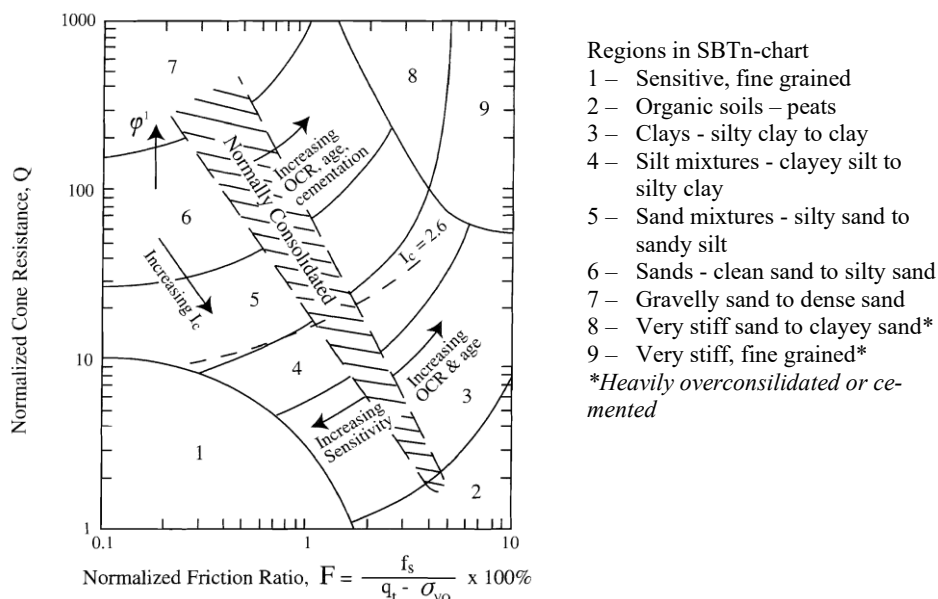 1000
100
10
1
0.1
1
10
Normalized Cone Resistance, Q
7
8
9
φ'
Increasing
OCR, age,
cementation
Normally Consolidated
6
Increasing Ic
5
Ic = 2.6
4
Increasing
OCR & age
3
Increasing
Sensitivity
1
2
Normalized Friction Ratio, F = fs / qt - σvo x 100%
Regions in SBTn-chart
1 – Sensitive, fine grained
2 – Organic soils – peats
3 – Clays - silty clay to clay
4 – Silt mixtures - clayey silt to
silty clay
5 – Sand mixtures - silty sand to
sandy silt
6 – Sands - clean sand to silty sand
7 – Gravelly sand to dense sand
8 – Very stiff sand to clayey sand*
9 – Very stiff, fine grained*
*Heavily overconsilidated or ce-
mented